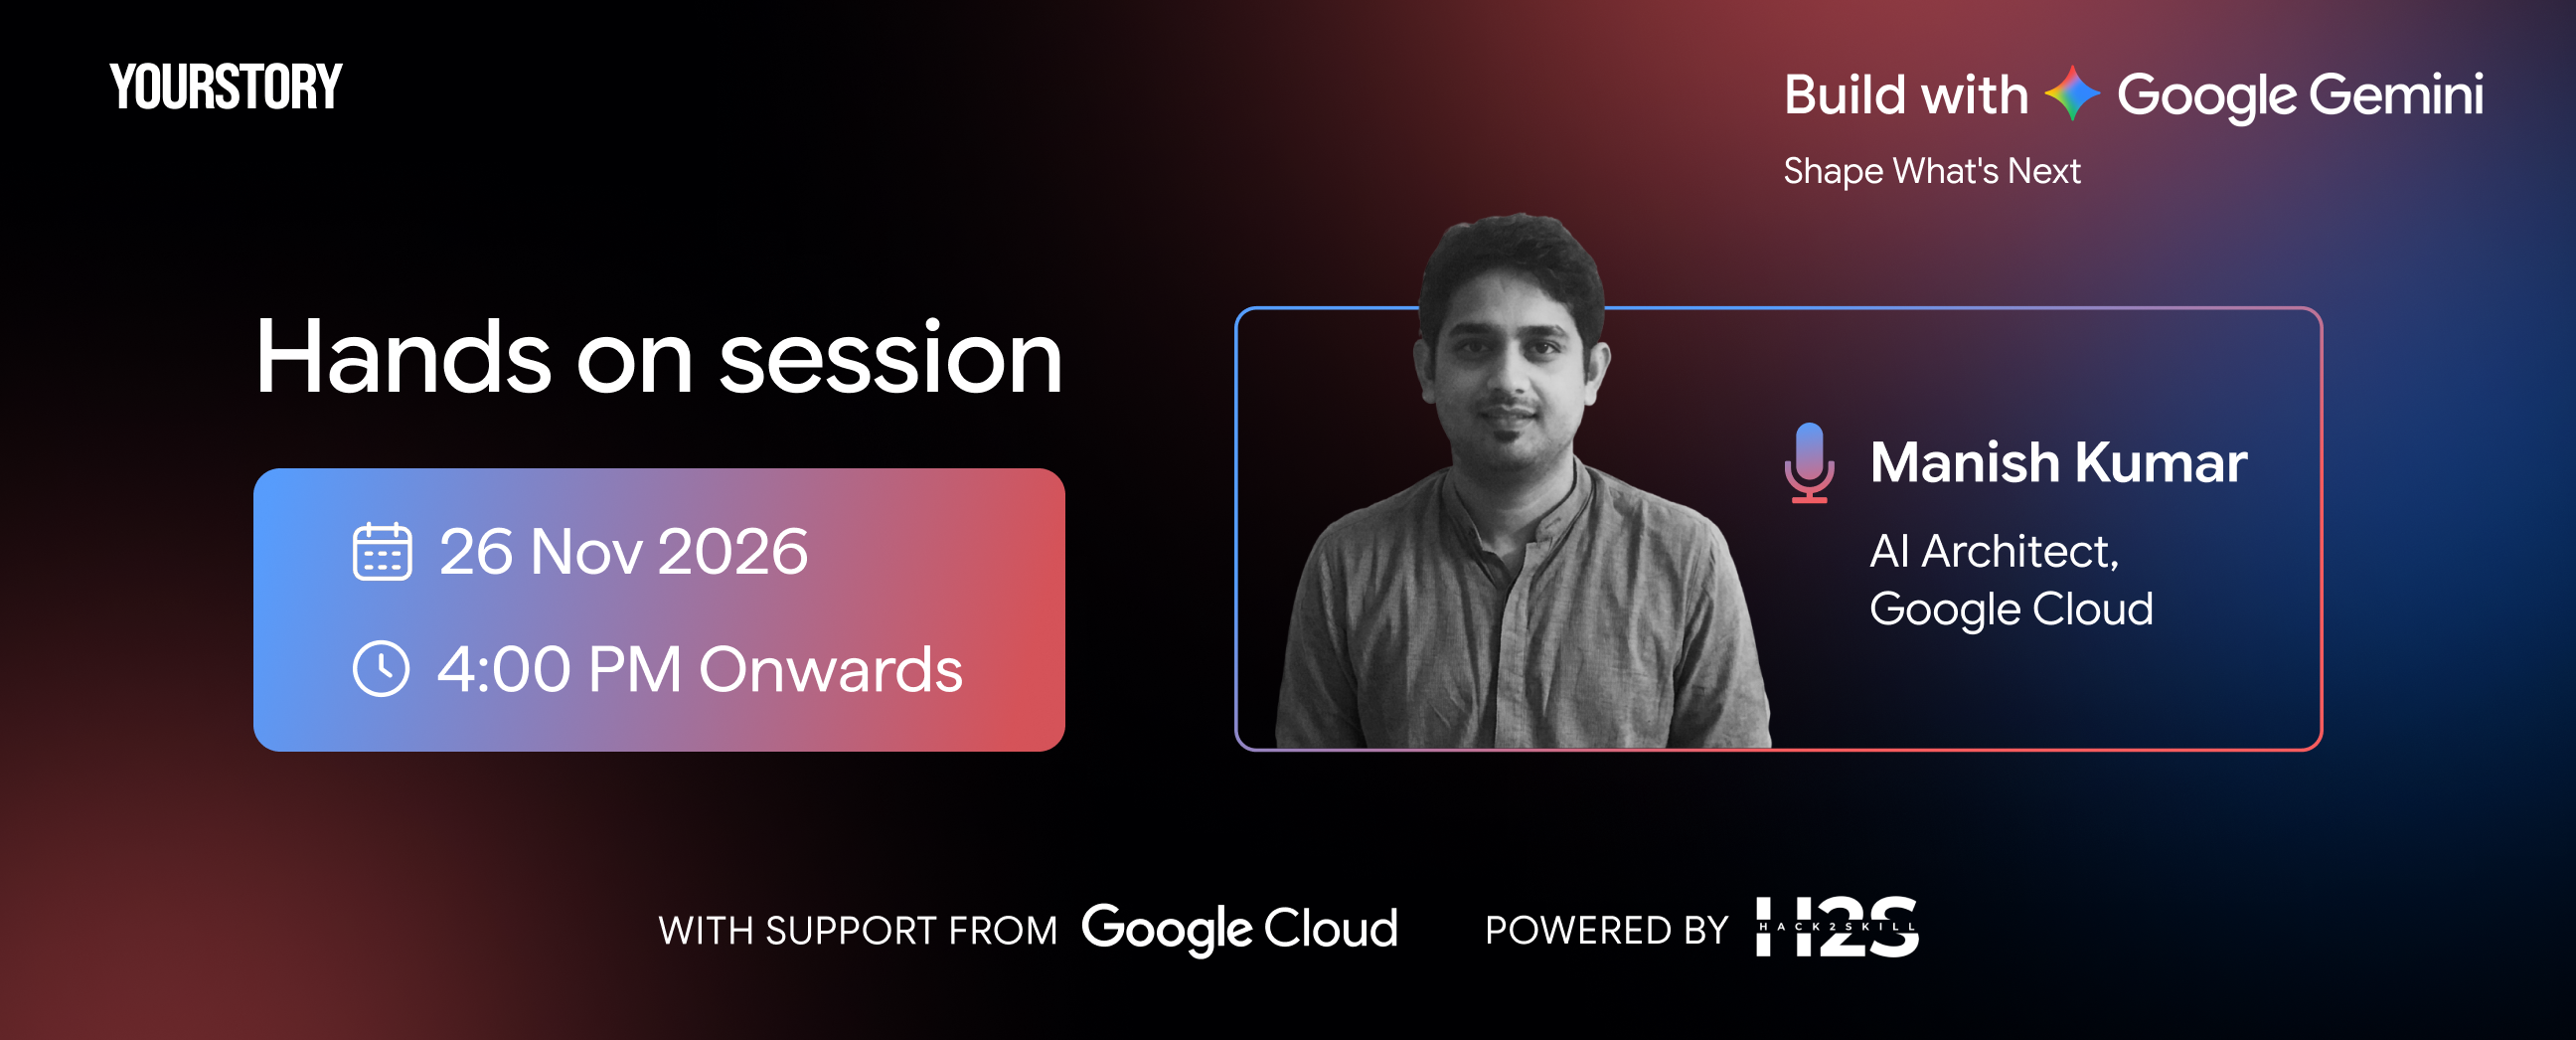 YOURSTORY
Build with Google Gemini
Shape What's Next
Hands on session
26 Nov 2026
4:00 PM Onwards
Manish Kumar
AI Architect,
Google Cloud
WITH SUPPORT FROM Google Cloud
POWERED BY H2S
HACK2SKILL